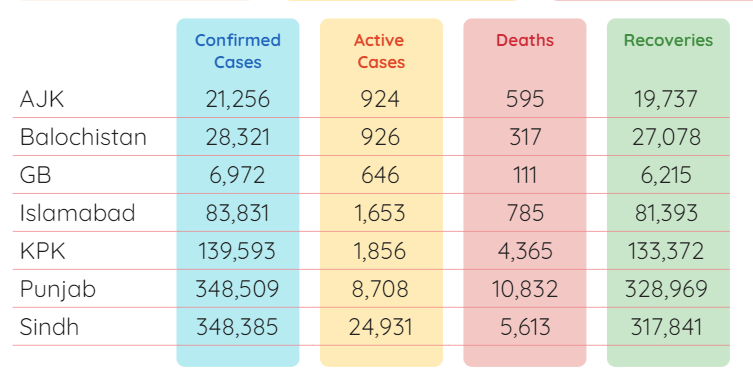 Confirmed Cases Active Cases Deaths Recoveries
AJK 21,256 924 595 19,737
Balochistan 28,321 926 317 27,078
GB 6,972 646 111 6,215
Islamabad 83,831 1,653 785 81,393
KPK 139,593 1,856 4,365 133,372
Punjab 348,509 8,708 10,832 328,969
Sindh 348,385 24,931 5,613 317,841